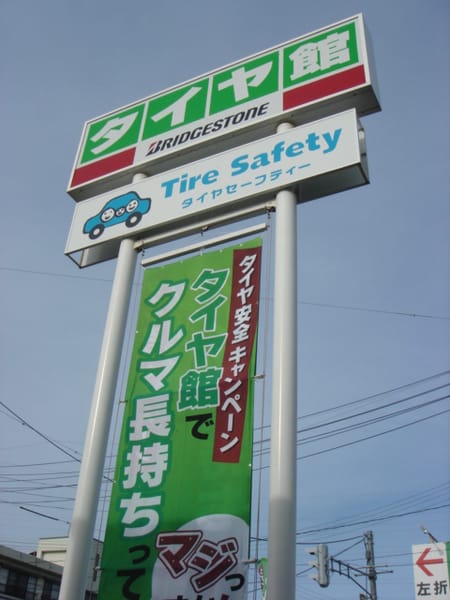 タイヤ館
BRIDGESTONE
Tire Safety
タイヤセーフティー
タイヤ安全キャンペーン
タイヤ館で
クルマ長持ちって
マジっ
左折